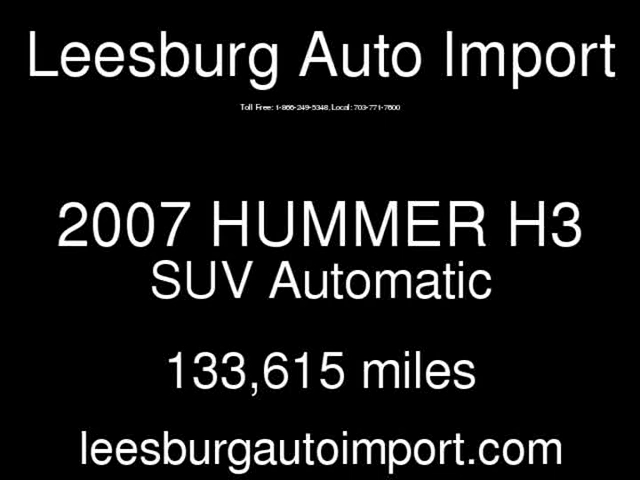 Leesburg Auto Import
Toll Free: 1-866-249-5348, Local: 703-771-7600
2007 HUMMER H3
SUV Automatic
133,615 miles
leesburgautoimport.com